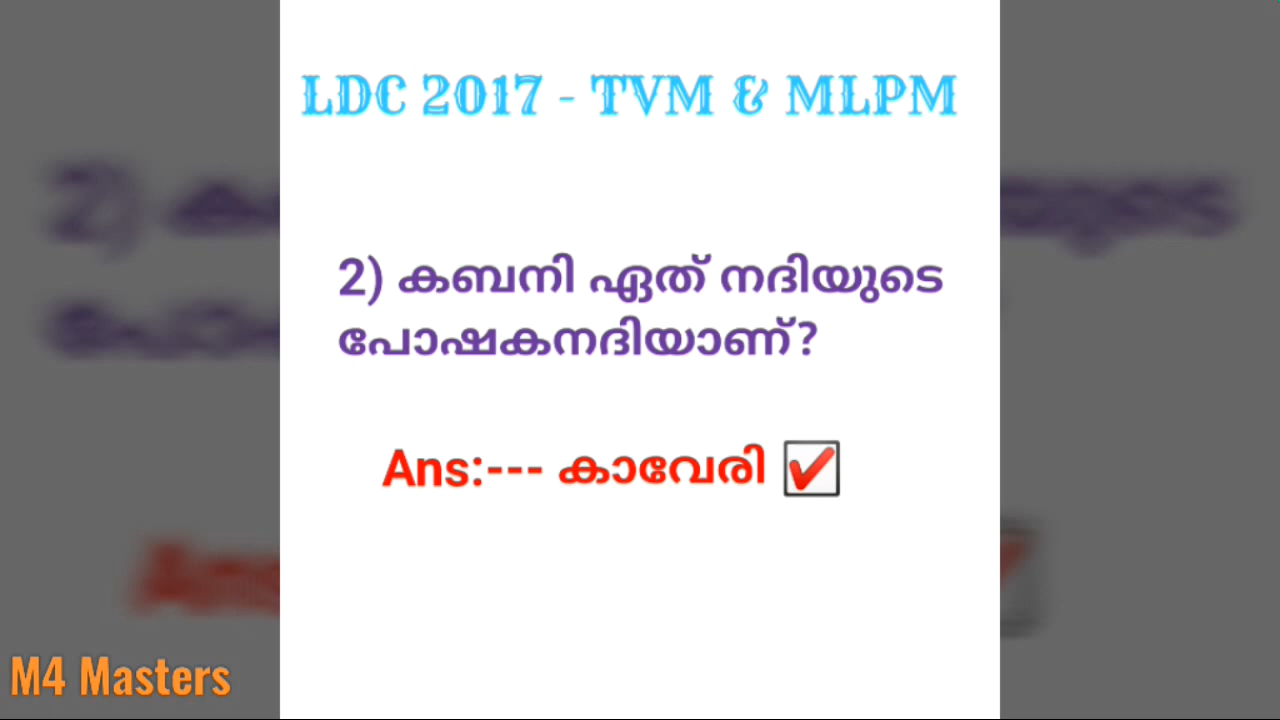 LDC 2017 - TVM & MLPM
2) കബനി ഏത് നദിയുടെ
പോഷകനദിയാണ്?
Ans:--- കാവേരി ☑
M4 Masters